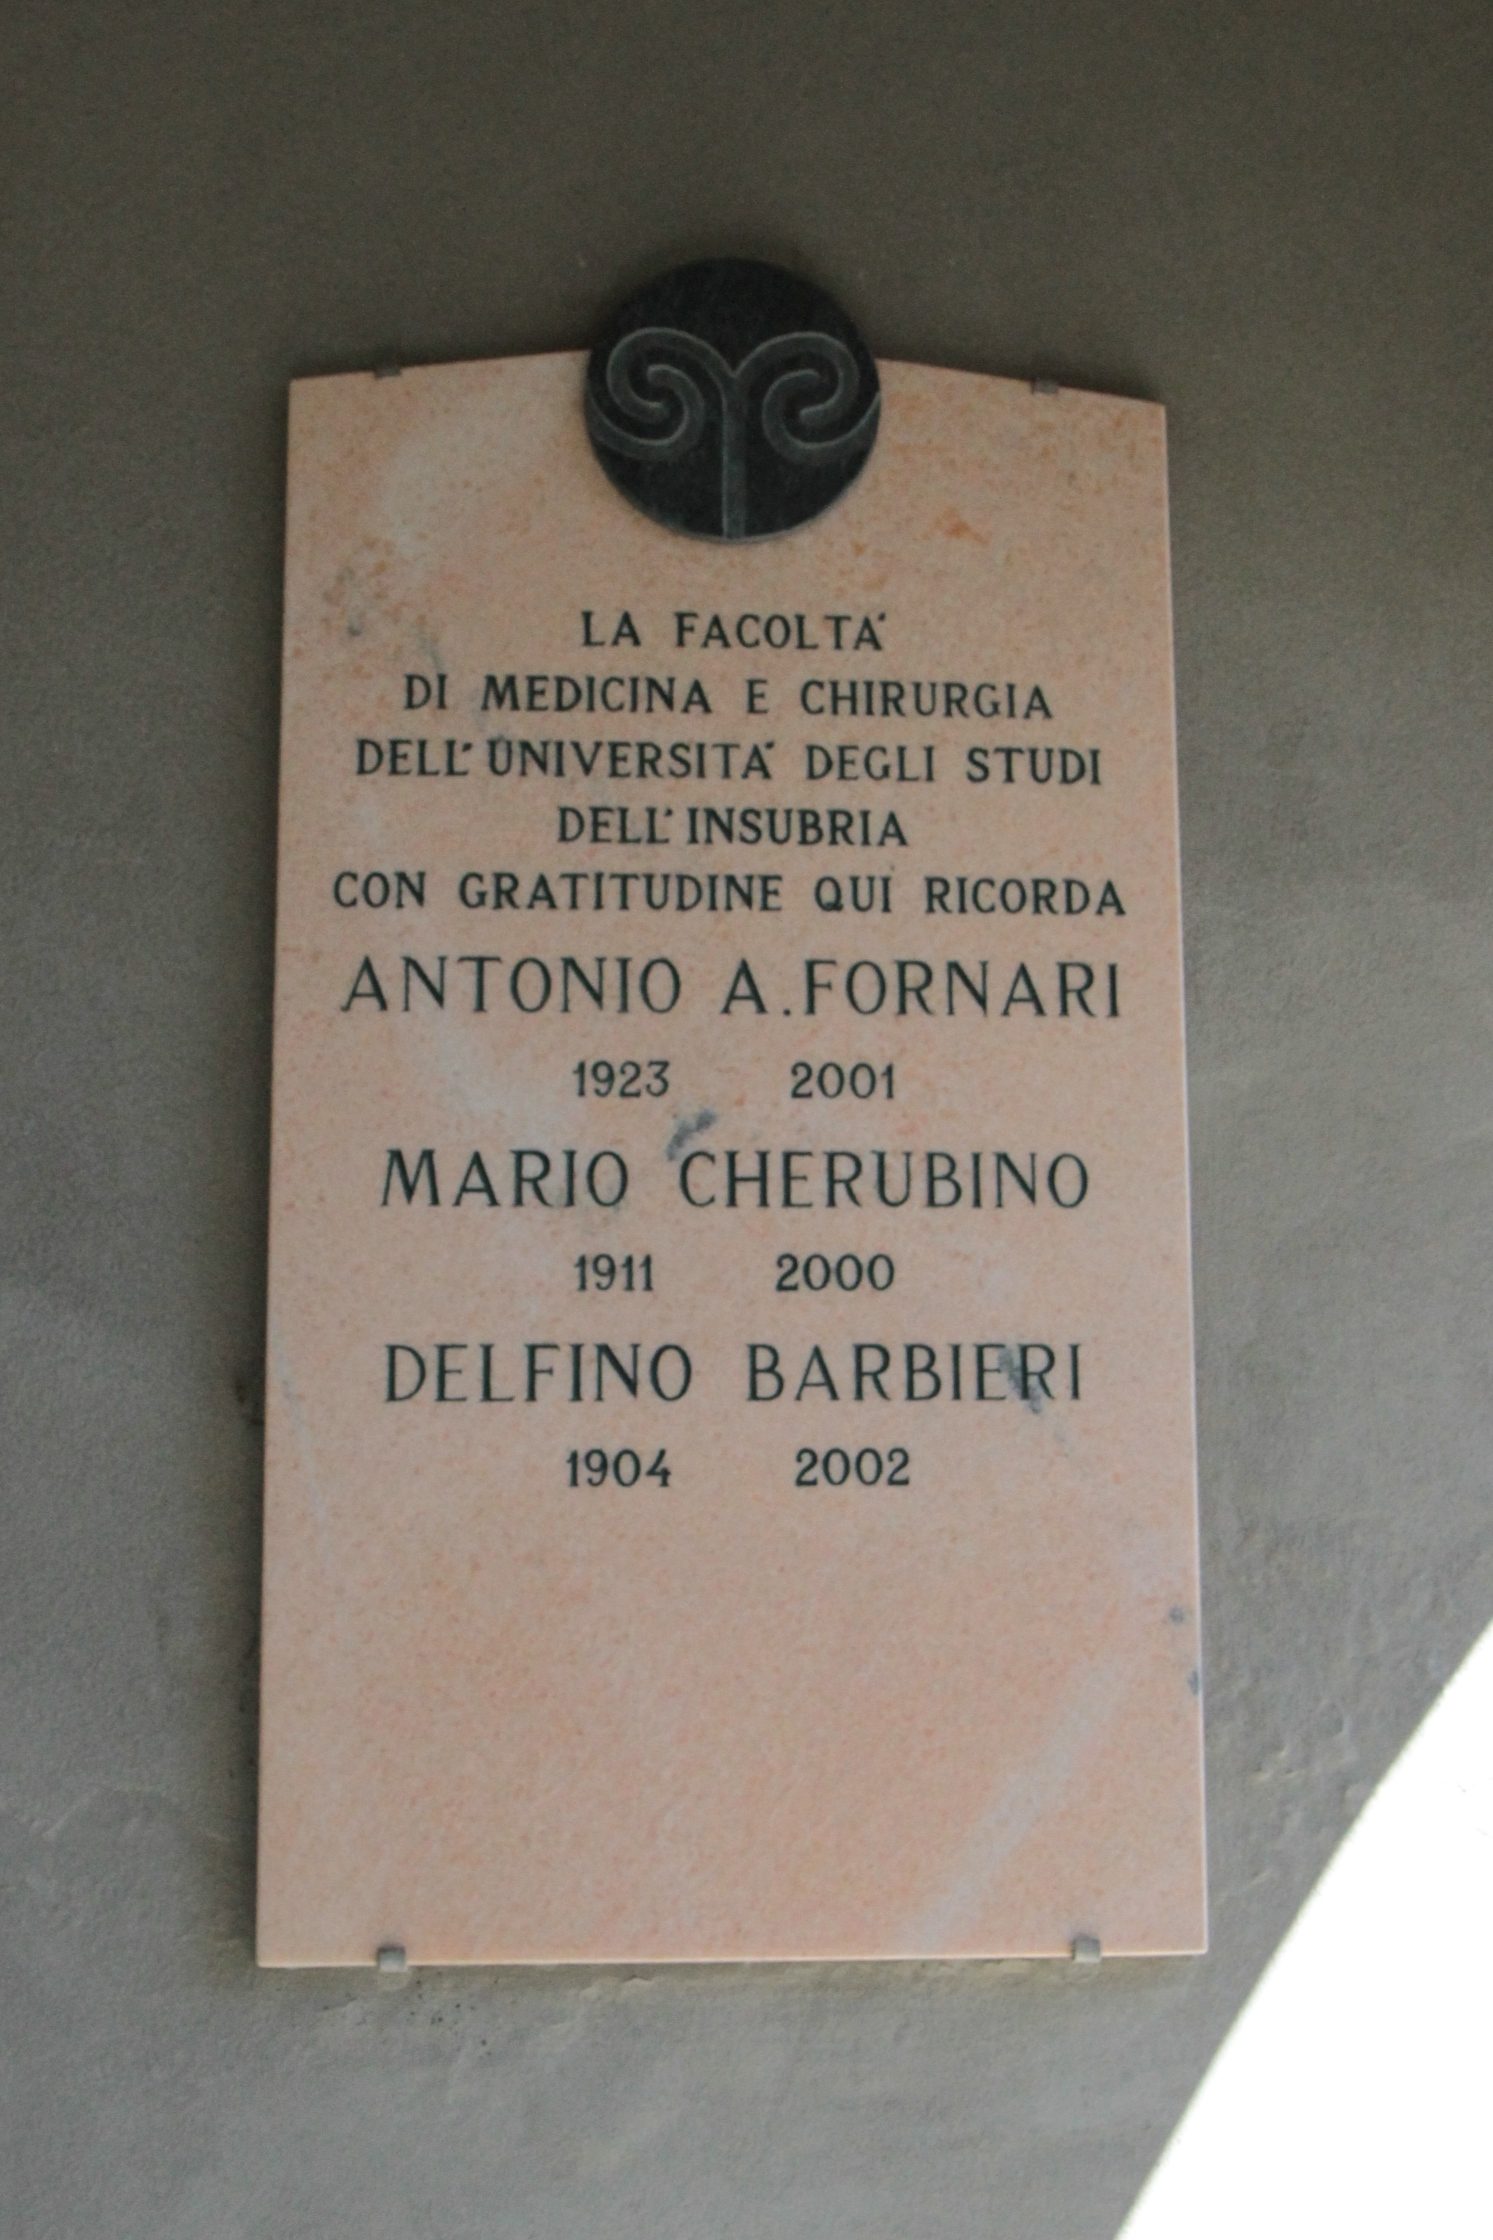 LA FACOLTA'
DI MEDICINA E CHIRURGIA
DELL'UNIVERSITA' DEGLI STUDI
DELL'INSUBRIA
CON GRATITUDINE QUI RICORDA
ANTONIO A. FORNARI
1923 2001
MARIO CHERUBINO
1911 2000
DELFINO BARBIERI
1904 2002